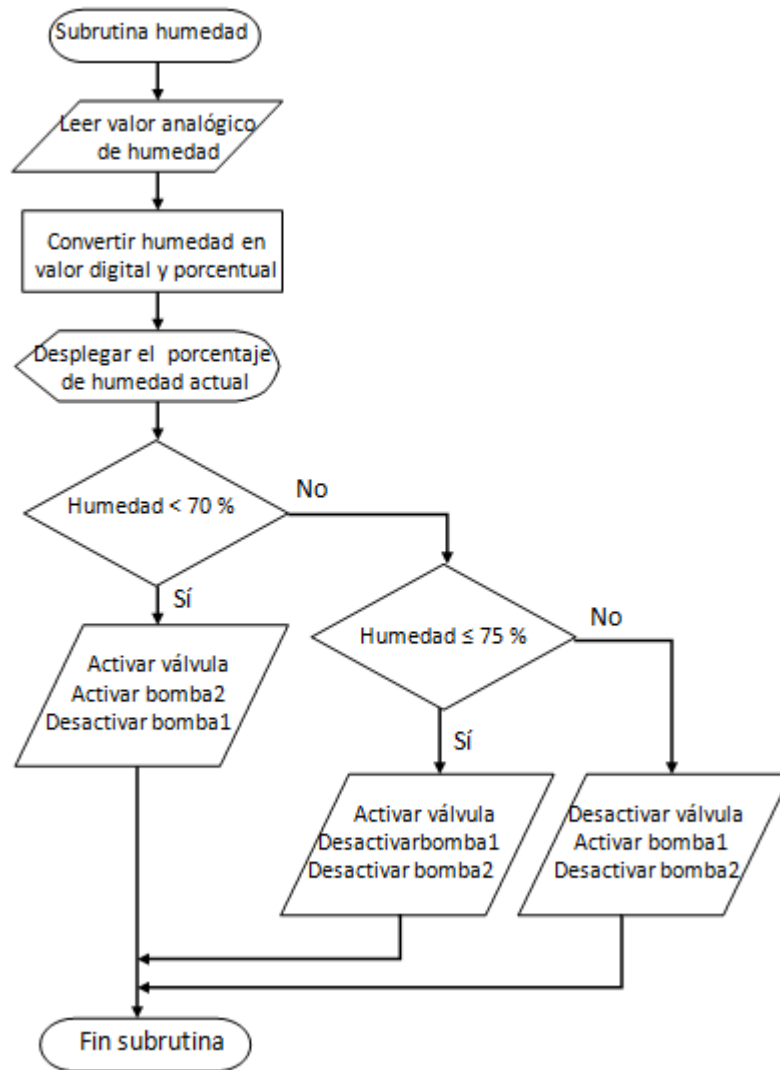 Subrutina humedad
Leer valor analógico
de humedad
Convertir humedad en
valor digital y porcentual
Desplegar el porcentaje
de humedad actual
Humedad < 70 %
No
Sí
Humedad ≤ 75 %
No
Sí
Activar válvula
Activar bomba2
Desactivar bomba1
Activar válvula
Desactivarbomba1
Desactivar bomba2
Desactivar válvula
Activar bomba1
Desactivar bomba2
Fin subrutina